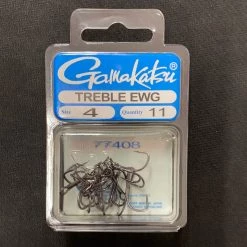 Gamakatsu®
TREBLE EWG
Size 4 Quantity 11
77408